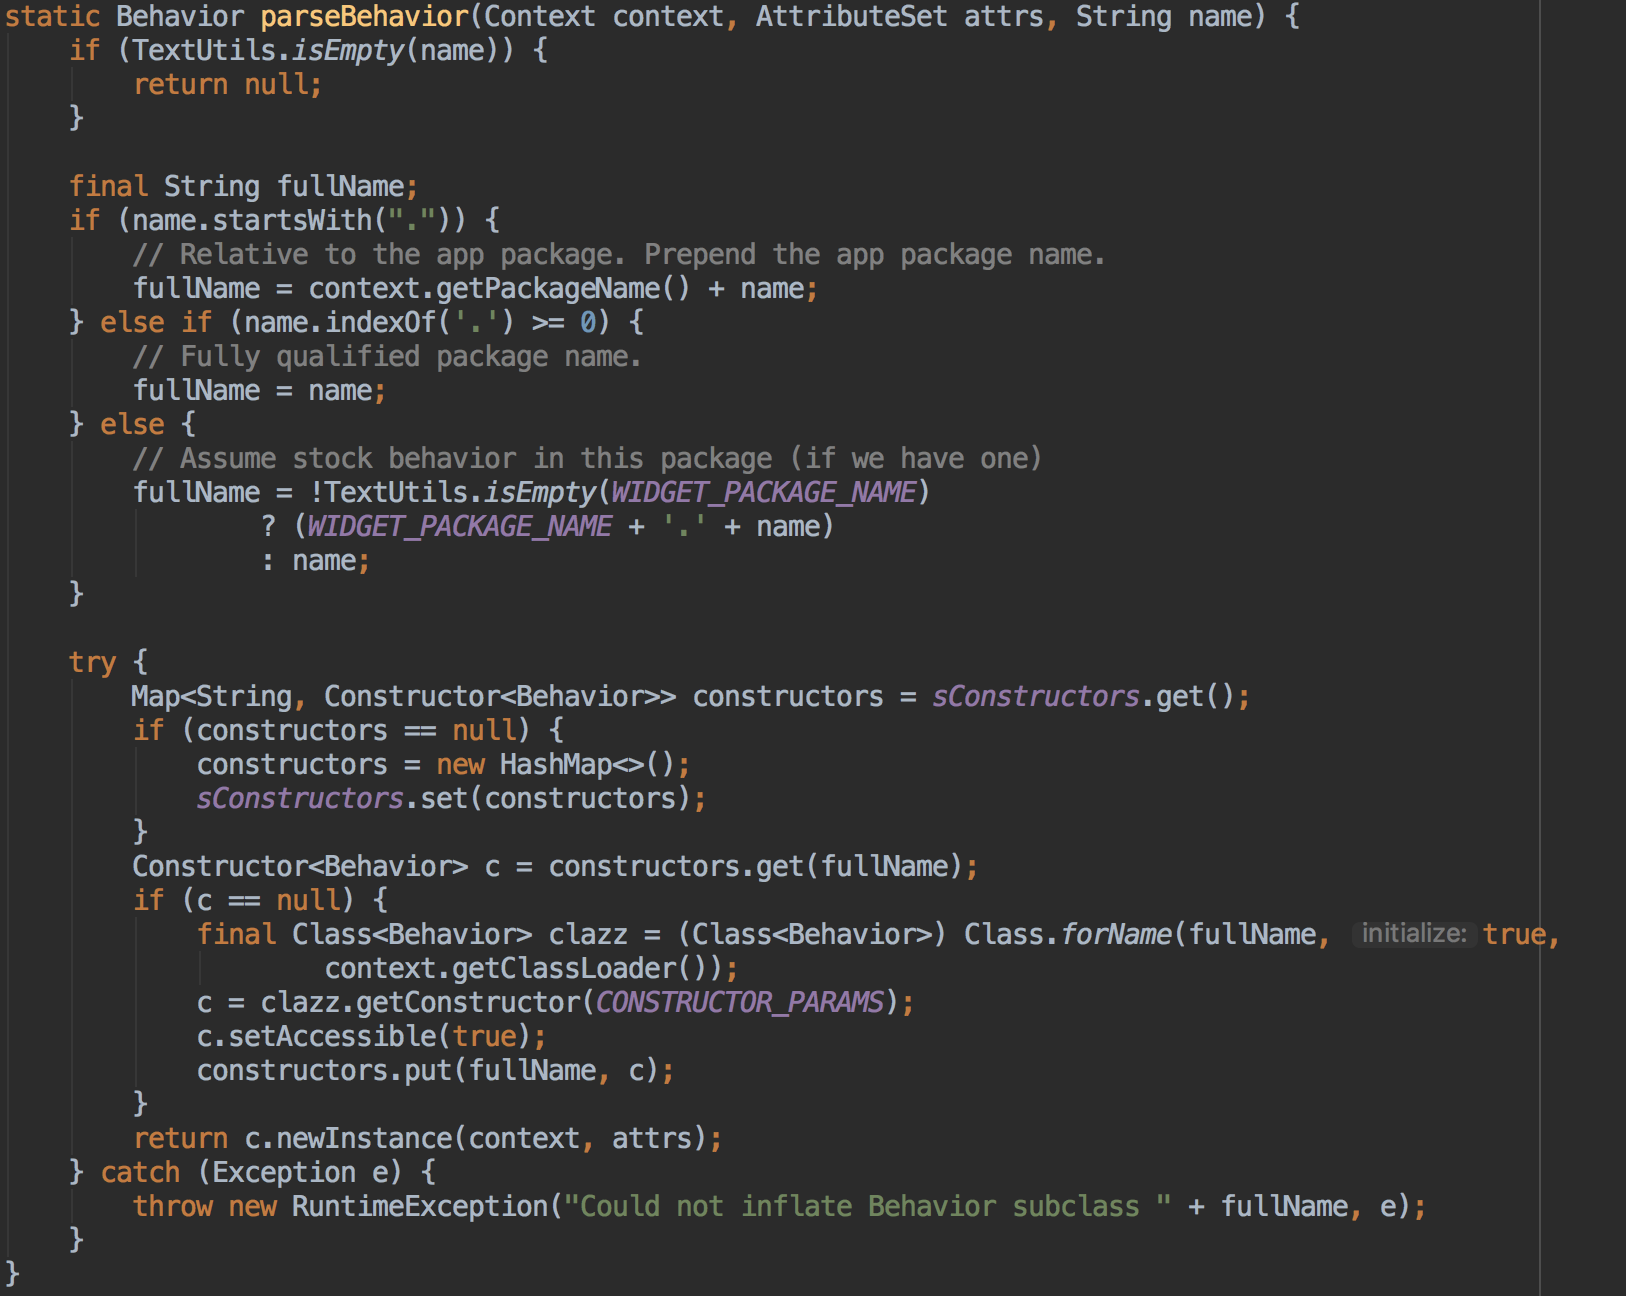 static Behavior parseBehavior(Context context, AttributeSet attrs, String name) {
    if (TextUtils.isEmpty(name)) {
        return null;
    }

    final String fullName;
    if (name.startsWith(".")) {
        // Relative to the app package. Prepend the app package name.
        fullName = context.getPackageName() + name;
    } else if (name.indexOf('.') >= 0) {
        // Fully qualified package name.
        fullName = name;
    } else {
        // Assume stock behavior in this package (if we have one)
        fullName = !TextUtils.isEmpty(WIDGET_PACKAGE_NAME)
                ? (WIDGET_PACKAGE_NAME + '.' + name)
                : name;
    }

    try {
        Map<String, Constructor<Behavior>> constructors = sConstructors.get();
        if (constructors == null) {
            constructors = new HashMap<>();
            sConstructors.set(constructors);
        }
        Constructor<Behavior> c = constructors.get(fullName);
        if (c == null) {
            final Class<Behavior> clazz = (Class<Behavior>) Class.forName(fullName, initialize: true,
                    context.getClassLoader());
            c = clazz.getConstructor(CONSTRUCTOR_PARAMS);
            c.setAccessible(true);
            constructors.put(fullName, c);
        }
        return c.newInstance(context, attrs);
    } catch (Exception e) {
        throw new RuntimeException("Could not inflate Behavior subclass " + fullName, e);
    }
}